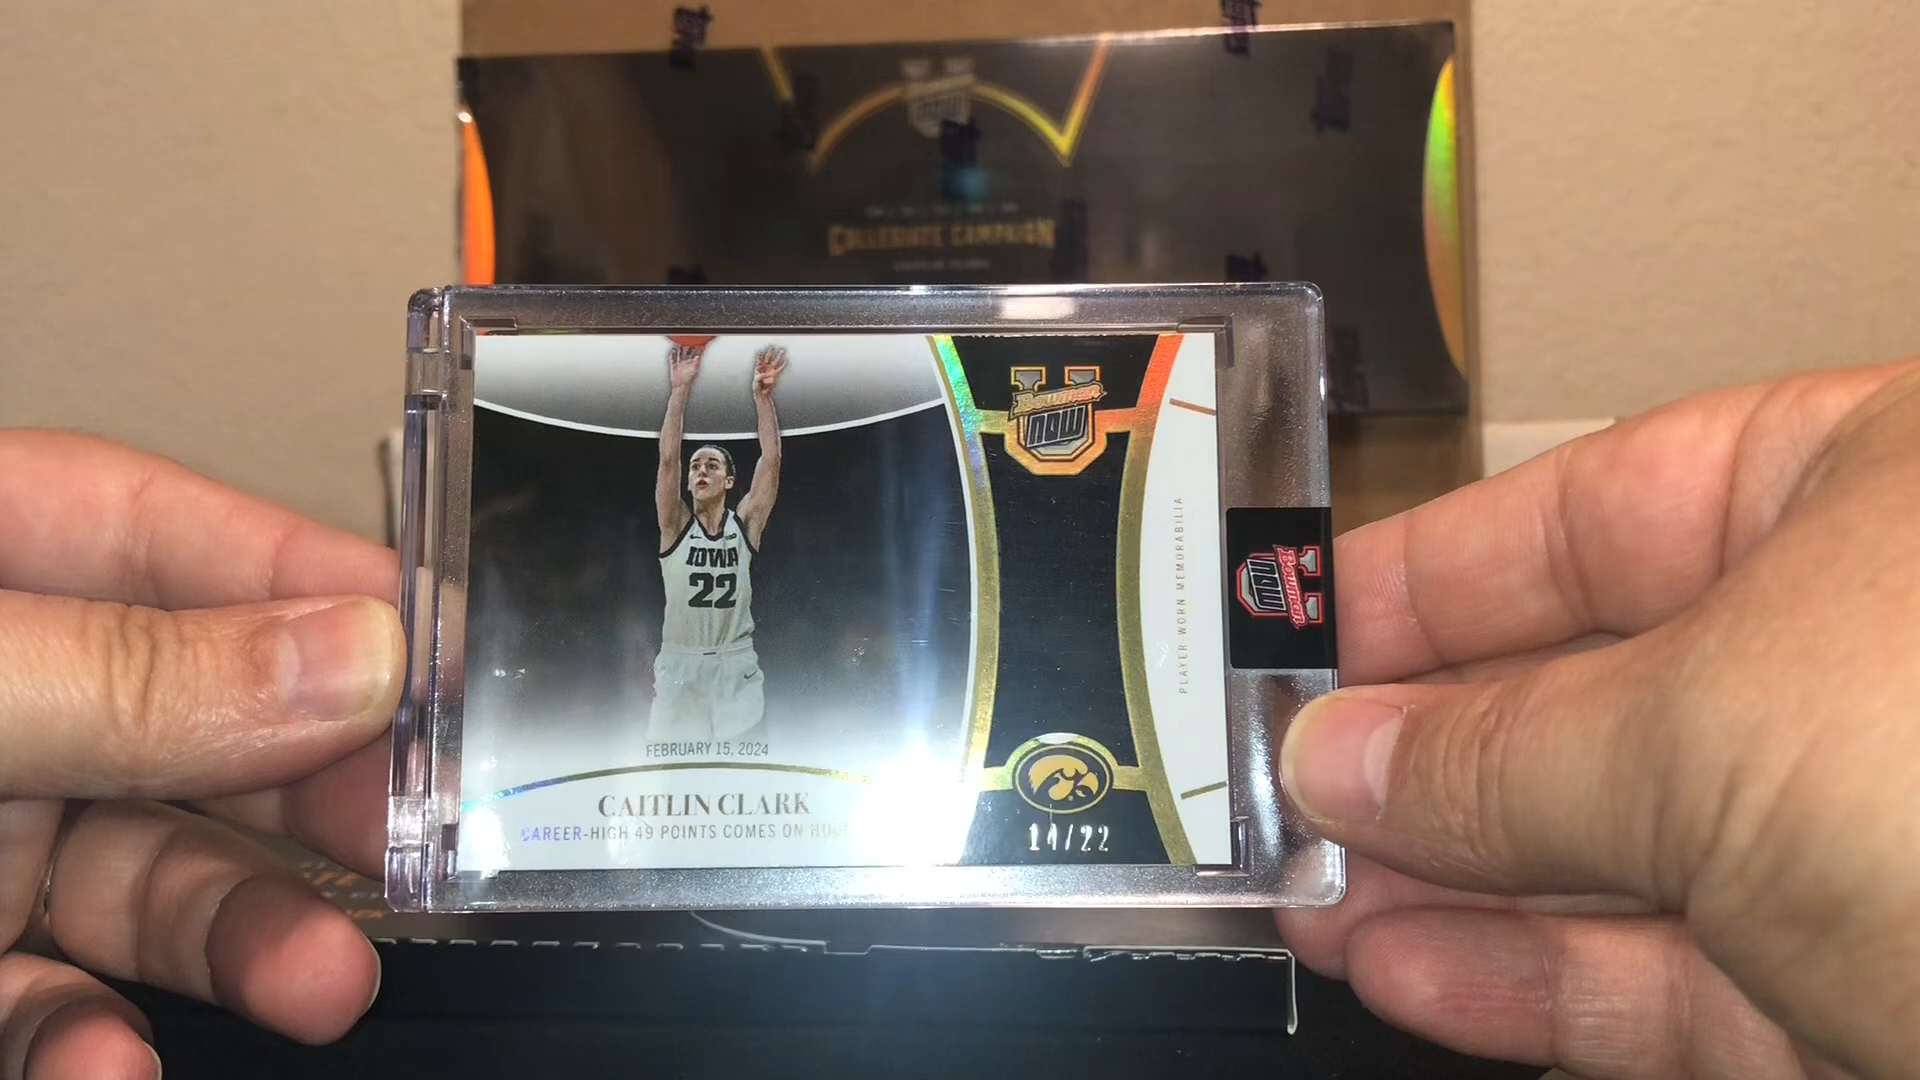 COLLEGIATE CAMPAIGN
Bowman
NOW
IOWA
22
PLAYER-WORN MEMORABILIA
Bowman
NOW
FEBRUARY 15, 2024
CAITLIN CLARK
CAREER-HIGH 49 POINTS COMES ON
14/22